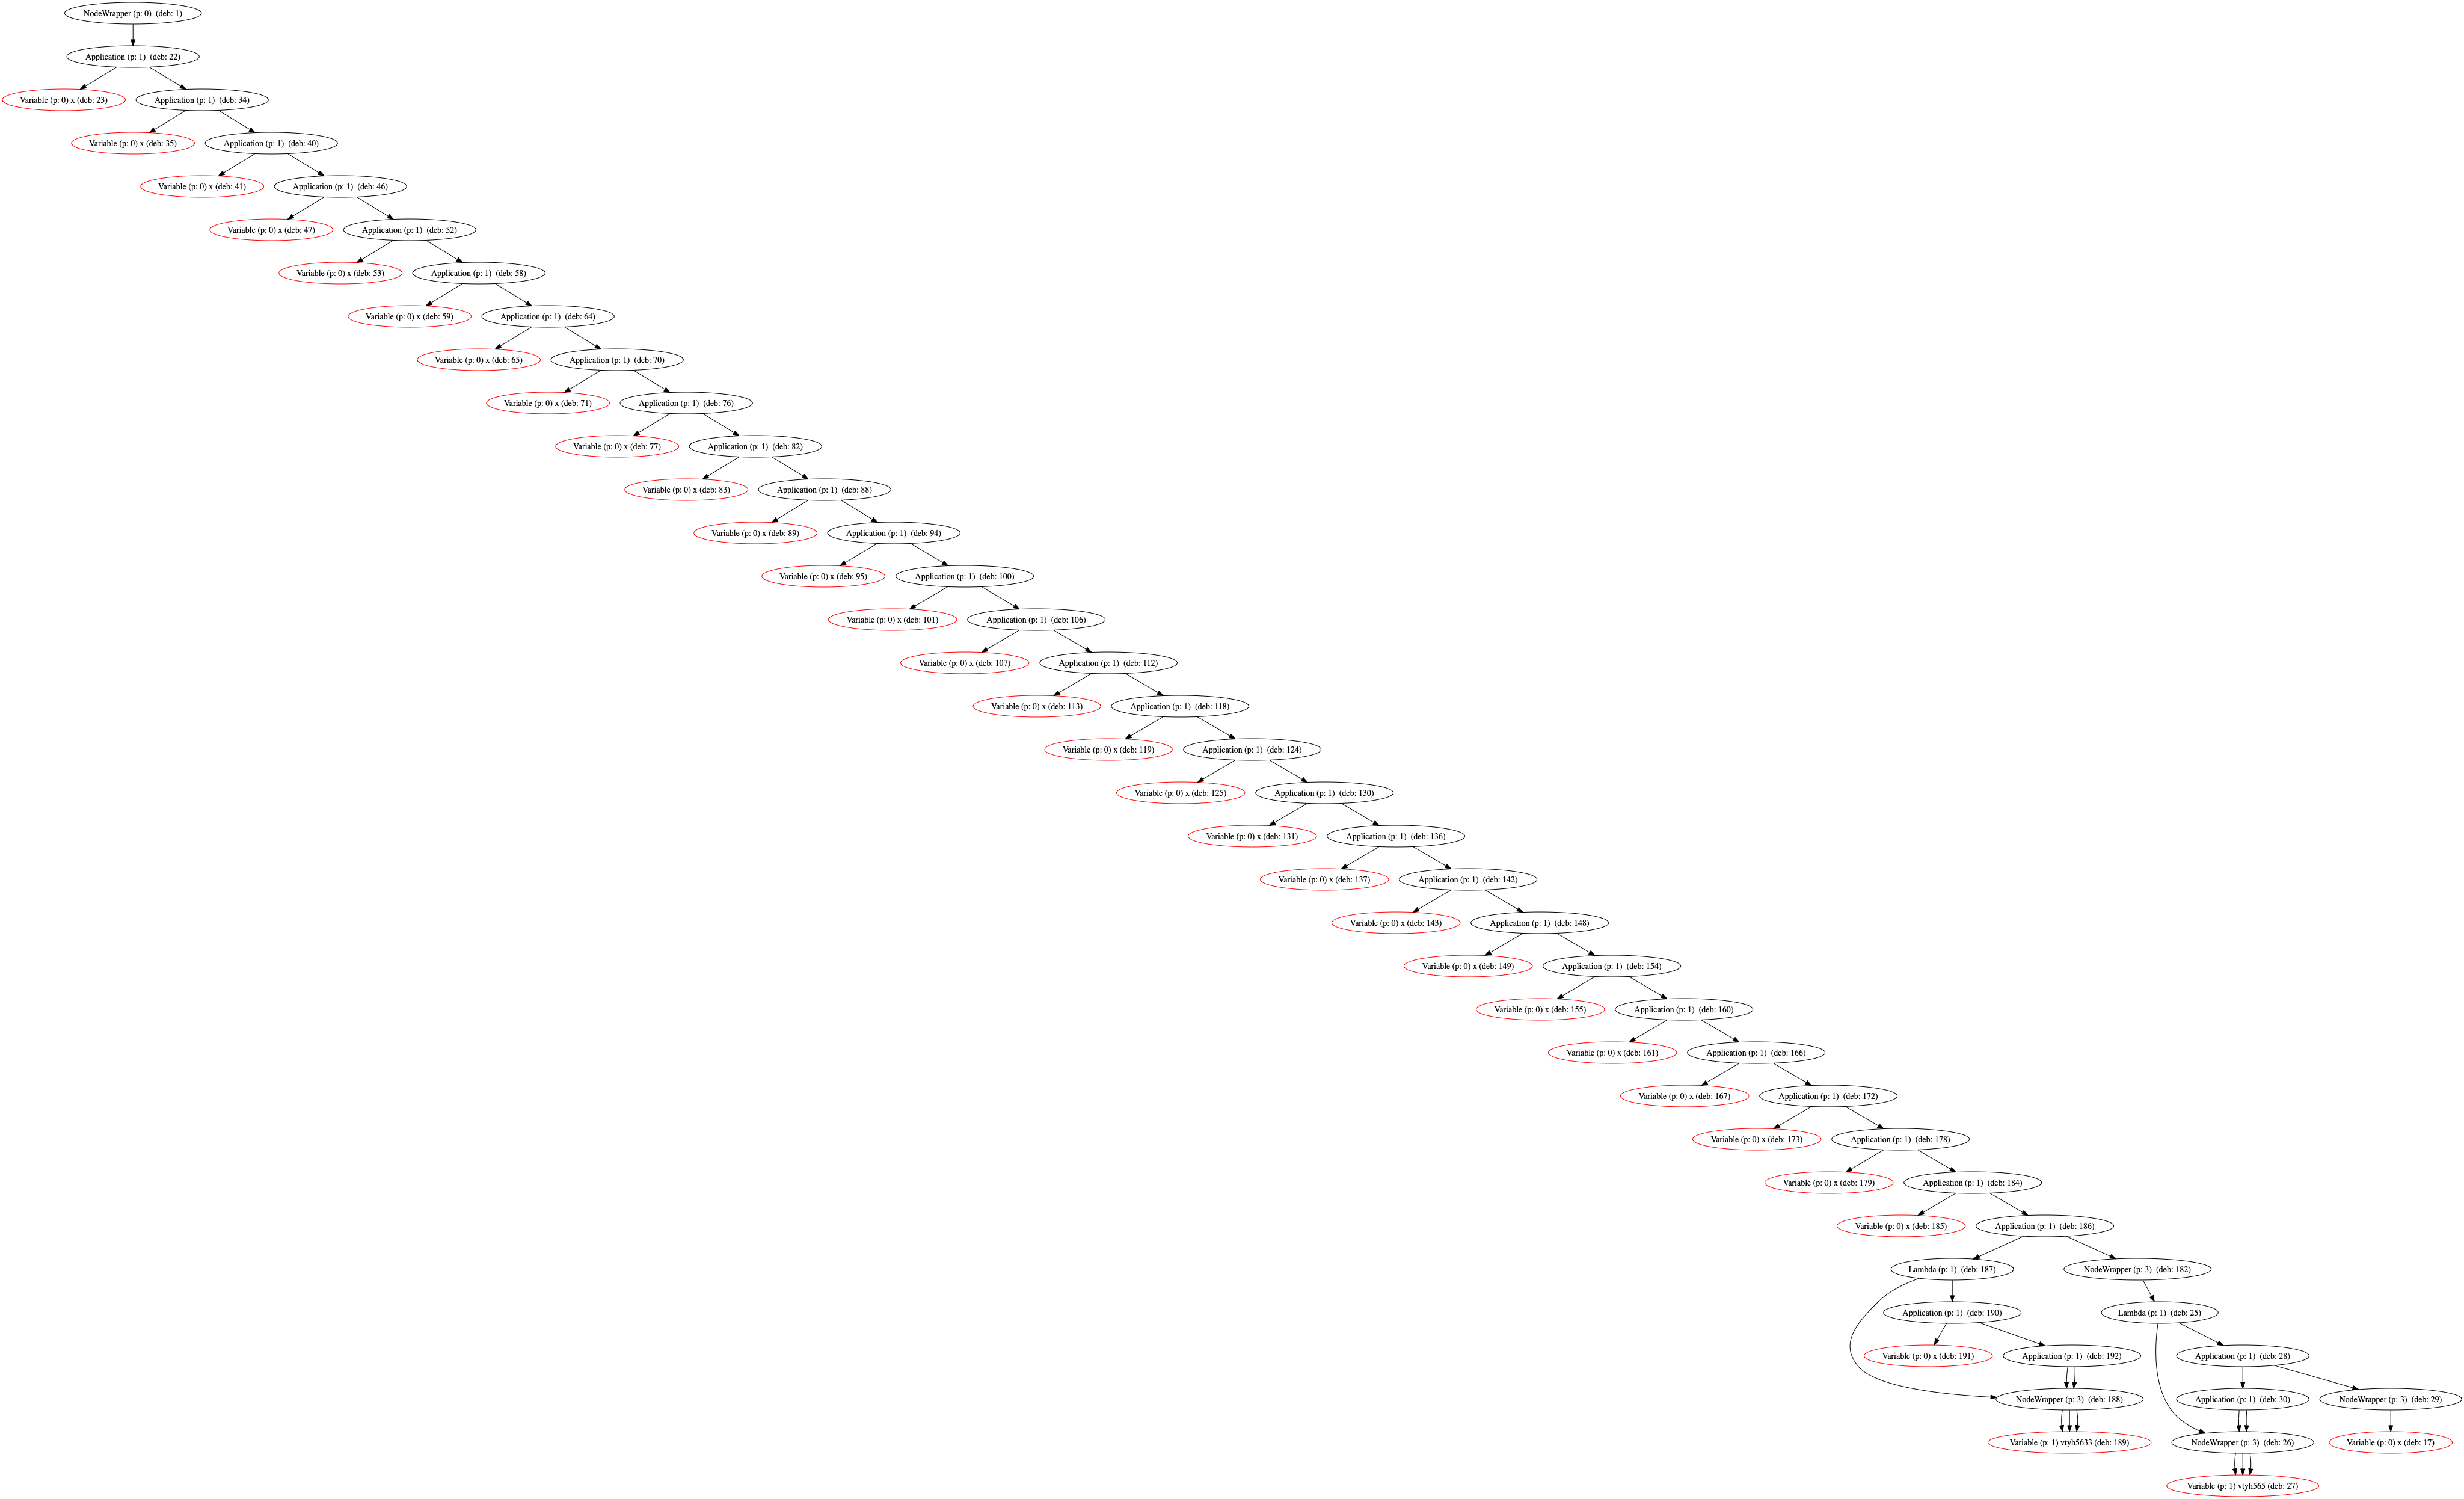 NodeWrapper (p: 0) (deb: 1)
Application (p: 1) (deb: 22)
Variable (p: 0) x (deb: 23)
Application (p: 1) (deb: 34)
Variable (p: 0) x (deb: 35)
Application (p: 1) (deb: 40)
Variable (p: 0) x (deb: 41)
Application (p: 1) (deb: 46)
Variable (p: 0) x (deb: 47)
Application (p: 1) (deb: 52)
Variable (p: 0) x (deb: 53)
Application (p: 1) (deb: 58)
Variable (p: 0) x (deb: 59)
Application (p: 1) (deb: 64)
Variable (p: 0) x (deb: 65)
Application (p: 1) (deb: 70)
Variable (p: 0) x (deb: 71)
Application (p: 1) (deb: 76)
Variable (p: 0) x (deb: 77)
Application (p: 1) (deb: 82)
Variable (p: 0) x (deb: 83)
Application (p: 1) (deb: 88)
Variable (p: 0) x (deb: 89)
Application (p: 1) (deb: 94)
Variable (p: 0) x (deb: 95)
Application (p: 1) (deb: 100)
Variable (p: 0) x (deb: 101)
Application (p: 1) (deb: 106)
Variable (p: 0) x (deb: 107)
Application (p: 1) (deb: 112)
Variable (p: 0) x (deb: 113)
Application (p: 1) (deb: 118)
Variable (p: 0) x (deb: 119)
Application (p: 1) (deb: 124)
Variable (p: 0) x (deb: 125)
Application (p: 1) (deb: 130)
Variable (p: 0) x (deb: 131)
Application (p: 1) (deb: 136)
Variable (p: 0) x (deb: 137)
Application (p: 1) (deb: 142)
Variable (p: 0) x (deb: 143)
Application (p: 1) (deb: 148)
Variable (p: 0) x (deb: 149)
Application (p: 1) (deb: 154)
Variable (p: 0) x (deb: 155)
Application (p: 1) (deb: 160)
Variable (p: 0) x (deb: 161)
Application (p: 1) (deb: 166)
Variable (p: 0) x (deb: 167)
Application (p: 1) (deb: 172)
Variable (p: 0) x (deb: 173)
Application (p: 1) (deb: 178)
Variable (p: 0) x (deb: 179)
Application (p: 1) (deb: 184)
Variable (p: 0) x (deb: 185)
Application (p: 1) (deb: 186)
Lambda (p: 1) (deb: 187)
NodeWrapper (p: 3) (deb: 182)
Application (p: 1) (deb: 190)
Lambda (p: 1) (deb: 25)
Variable (p: 0) x (deb: 191)
Application (p: 1) (deb: 192)
Application (p: 1) (deb: 28)
NodeWrapper (p: 3) (deb: 188)
Application (p: 1) (deb: 30)
NodeWrapper (p: 3) (deb: 29)
Variable (p: 1) vtyh5633 (deb: 189)
NodeWrapper (p: 3) (deb: 26)
Variable (p: 0) x (deb: 17)
Variable (p: 1) vtyh565 (deb: 27)